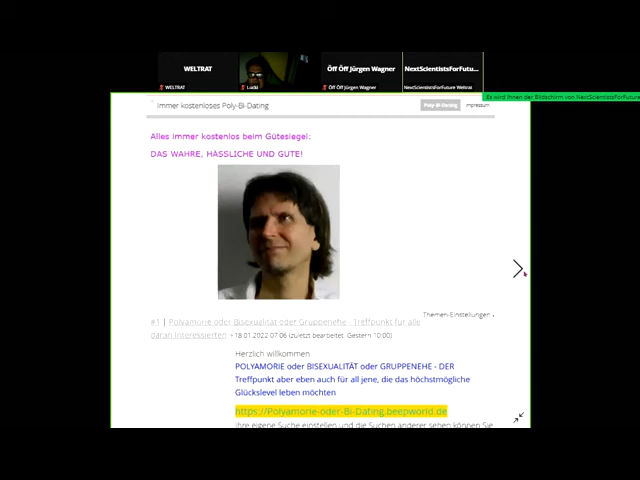 WELTRAT
Öff Öff Jürgen Wagner
NextScientistsForFutu...
WELTRAT
Lucki
Öff Öff Jürgen Wagner
NextScientistsForFuture Weltrat
Es wird Ihnen der Bildschirm von NextScientistsForFuture
Immer kostenloses Poly-Bi-Dating
Poly-Bi-Dating
Impressum
Alles immer kostenlos beim Gütesiegel:
DAS WAHRE, HÄSSLICHE UND GUTE!
Themen-Einstellungen
#1 | Polyamorie oder Bisexualität oder Gruppenehe - Treffpunkt für alle
daran Interessierten • 18.01.2022 07:06 (zuletzt bearbeitet: Gestern 10:00)
Herzlich willkommen
POLYAMORIE oder BISEXUALITÄT oder GRUPPENEHE - DER
Treffpunkt aber eben auch für all jene, die das höchstmögliche
Glückslevel leben möchten
https://Polyamorie-oder-Bi-Dating.beepworld.de
Ihre eigene Suche einstellen und die Suchen anderer sehen können Sie